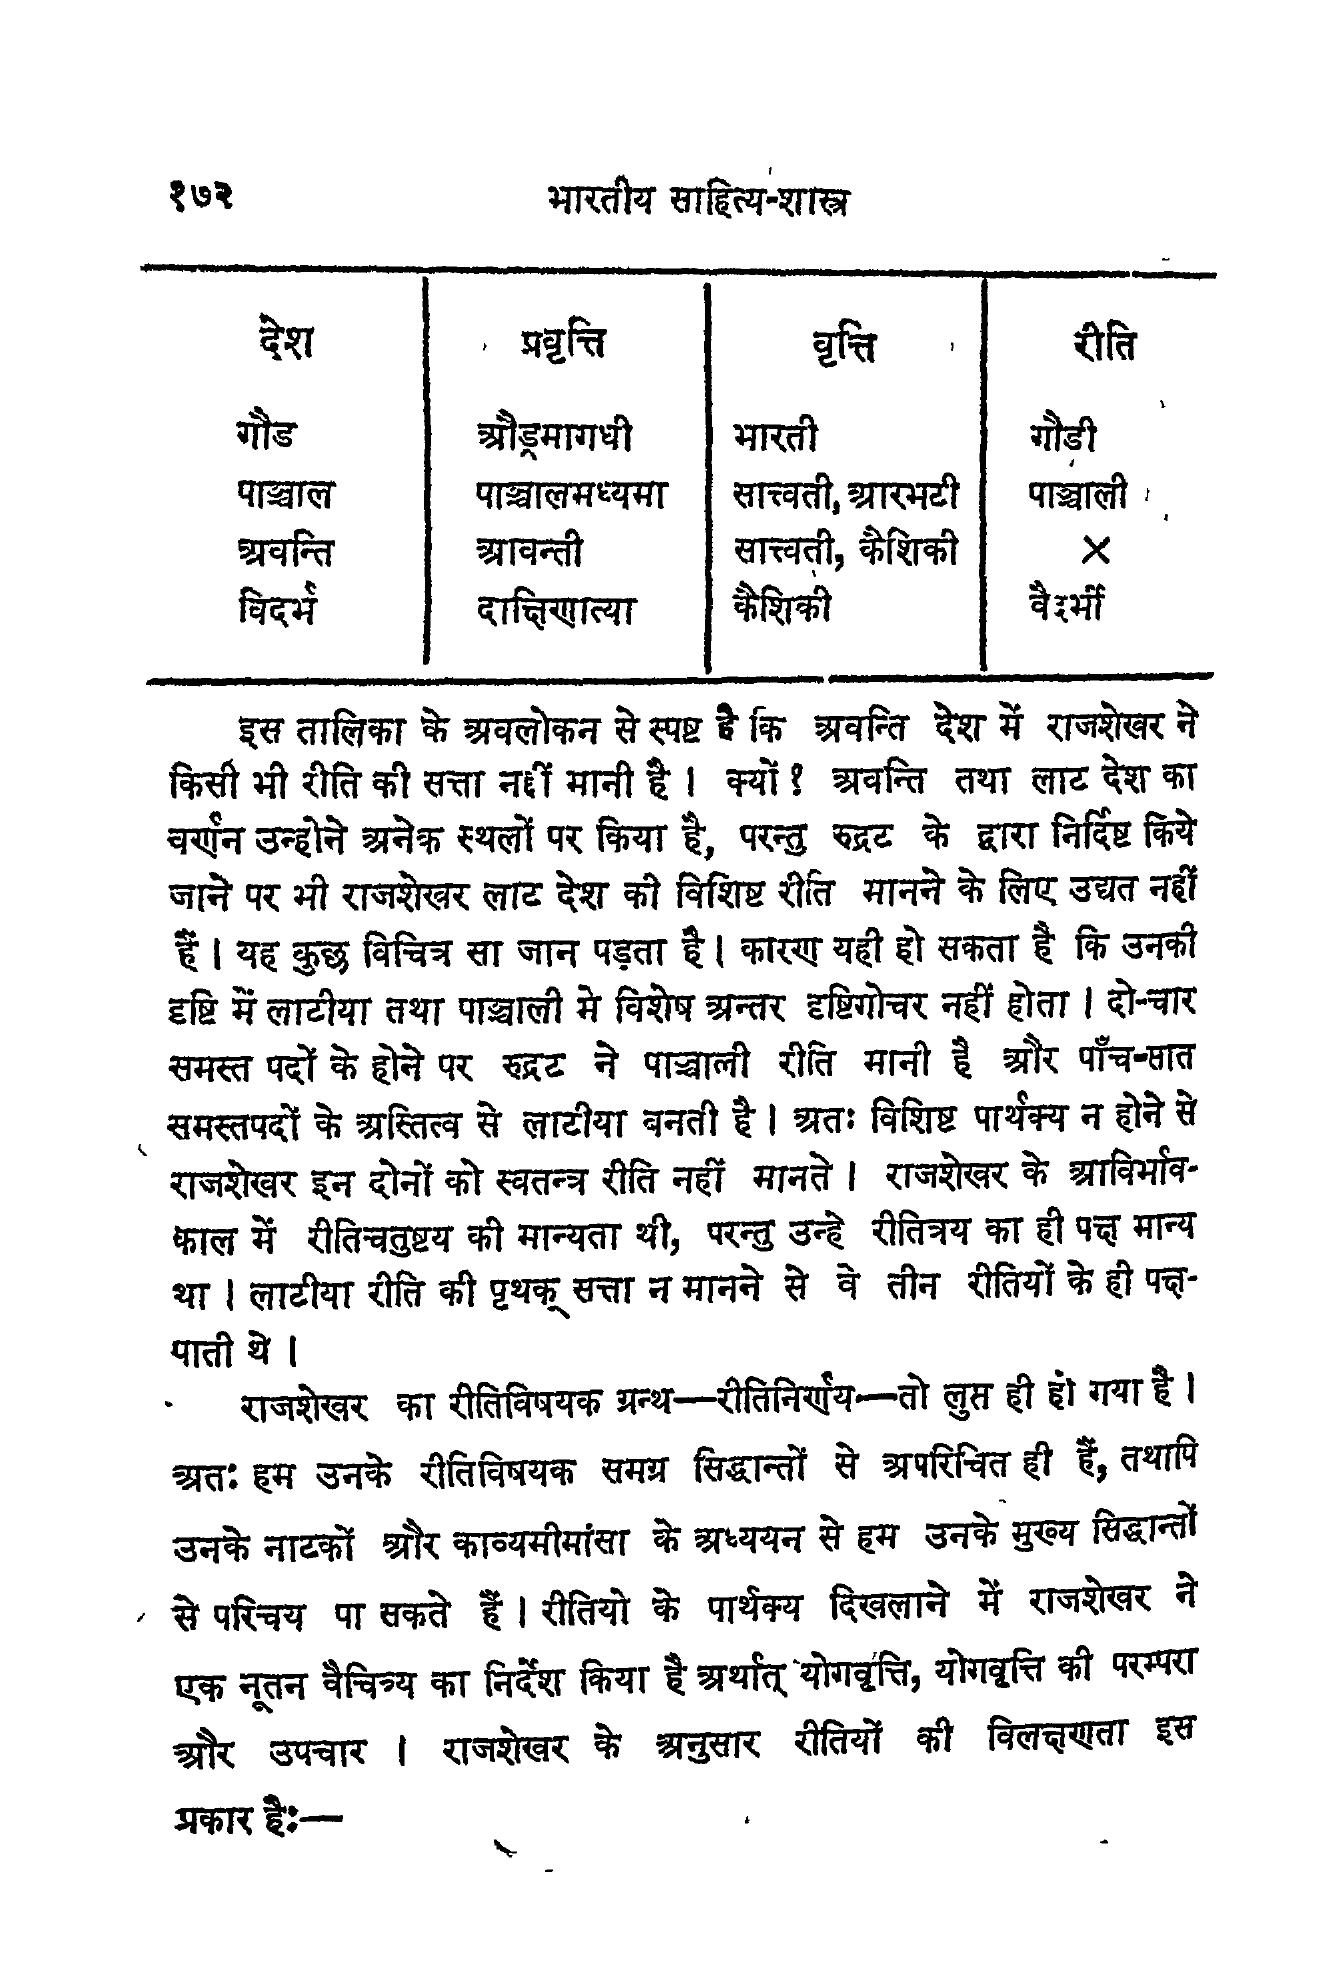 १७२ भारतीय साहित्य-शास्त्र
देश प्रवृत्ति वृत्ति रीति
गौड औड्रमागधी भारती गौडी
पाञ्चाल पाञ्चालमध्यमा सात्त्वती, आरभटी पाञ्चाली
अवन्ति आवन्ती सात्त्वती, कैशिकी ×
विदर्भ दाक्षिणात्या कैशिकी वैदर्भी
इस तालिका के अवलोकन से स्पष्ट है कि अवन्ति देश में राजशेखर ने
किसी भी रीति की सत्ता नहीं मानी है । क्यों ? अवन्ति तथा लाट देश का
वर्णन उन्होने अनेक स्थलों पर किया है, परन्तु रुद्रट के द्वारा निर्दिष्ट किये
जाने पर भी राजशेखर लाट देश की विशिष्ट रीति मानने के लिए उद्यत नहीं
हैं । यह कुछ विचित्र सा जान पड़ता है । कारण यही हो सकता है कि उनकी
दृष्टि में लाटीया तथा पाञ्चाली मे विशेष अन्तर दृष्टिगोचर नहीं होता । दो-चार
समस्त पदों के होने पर रुद्रट ने पाञ्चाली रीति मानी है और पाँच-सात
समस्तपदों के अस्तित्व से लाटीया बनती है । अतः विशिष्ट पार्थक्य न होने से
राजशेखर इन दोनों को स्वतन्त्र रीति नहीं मानते । राजशेखर के आविर्भाव-
काल में रीतिचतुष्टय की मान्यता थी, परन्तु उन्हे रीतित्रय का ही पक्ष मान्य
था । लाटीया रीति की पृथक् सत्ता न मानने से वे तीन रीतियों के ही पक्ष-
पाती थे ।
राजशेखर का रीतिविषयक ग्रन्थ—रीतिनिर्णय—तो लुप्त ही हो गया है ।
अतः हम उनके रीतिविषयक समग्र सिद्धान्तों से अपरिचित ही हैं, तथापि
उनके नाटकों और काव्यमीमांसा के अध्ययन से हम उनके मुख्य सिद्धान्तों
से परिचय पा सकते हैं । रीतियो के पार्थक्य दिखलाने में राजशेखर ने
एक नूतन वैचित्र्य का निर्देश किया है अर्थात् योगवृत्ति, योगवृत्ति की परम्परा
और उपचार । राजशेखर के अनुसार रीतियों की विलक्षणता इस
प्रकार है:—